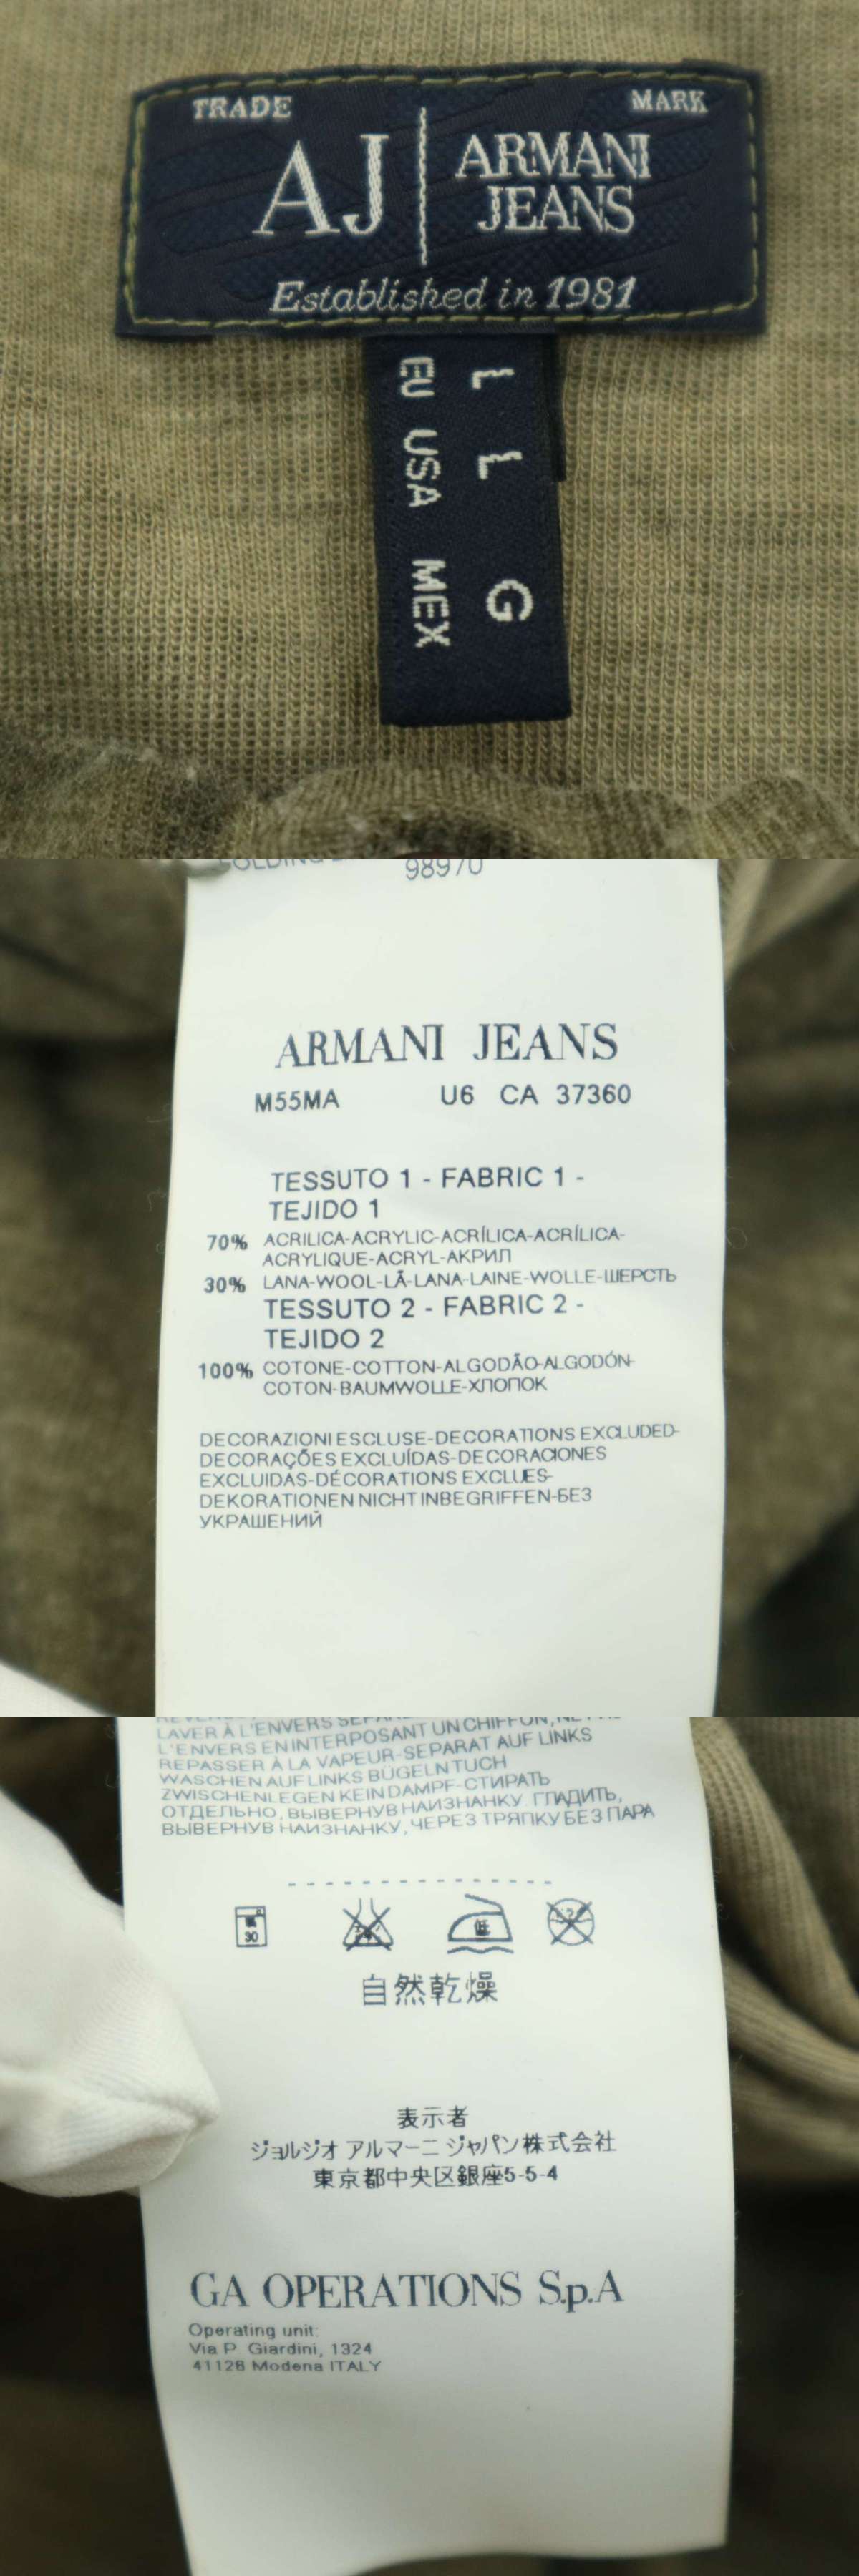 TRADE MARK
AJ ARMANI
JEANS
Established in 1981
EU USA MEX
L L G
98970
ARMANI JEANS
M55MA U6 CA 37360
TESSUTO 1 - FABRIC 1 -
TEJIDO 1
70% ACRILICA-ACRYLIC-ACRÍLICA-ACRÍLICA-
ACRYLIQUE-ACRYL-АКРИЛ
30% LANA-WOOL-LÃ-LANA-LAINE-WOLLE-ШЕРСТЬ
TESSUTO 2 - FABRIC 2 -
TEJIDO 2
100% COTONE-COTTON-ALGODÃO-ALGODÓN-
COTON-BAUMWOLLE-ХЛОПОК
DECORAZIONI ESCLUSE-DECORATIONS EXCLUDED-
DECORAÇÕES EXCLUÍDAS-DECORACIONES
EXCLUIDAS-DÉCORATIONS EXCLUES-
DEKORATIONEN NICHT INBEGRIFFEN-БЕЗ
УКРАШЕНИЙ
LAVER À L'ENVERS
L'ENVERS EN INTERPOSANT UN CHIFFON,
REPASSER À LA VAPEUR-SEPARAT AUF LINKS
WASCHEN AUF LINKS BÜGELN TUCH
ZWISCHENLEGEN KEIN DAMPF-СТИРАТЬ
ОТДЕЛЬНО, ВЫВЕРНУВ НАИЗНАНКУ ГЛАДИТЬ,
ВЫВЕРНУВ НАИЗНАНКУ, ЧЕРЕЗ ТРЯПКУ БЕЗ ПАРА
30 低
自然乾燥
表示者
ジョルジオ アルマーニ ジャパン株式会社
東京都中央区銀座5-5-4
GA OPERATIONS S.p.A
Operating unit:
Via P. Giardini, 1324
41126 Modena ITALY